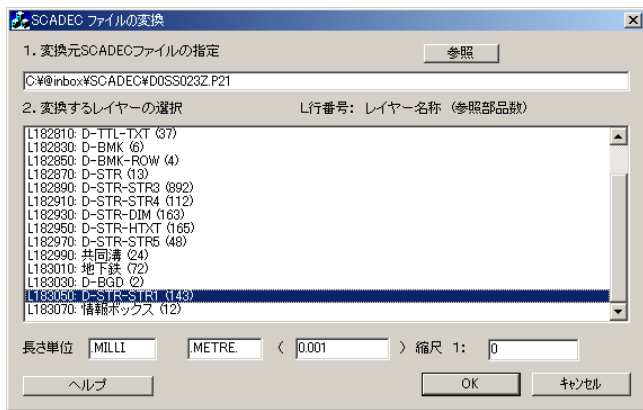 SCADEC ファイルの変換
1. 変換元SCADECファイルの指定
参照
C:¥@inbox¥SCADEC¥D0SS023Z.P21
2. 変換するレイヤーの選択 L行番号: レイヤー名称 (参照部品数)
L182810: D-TTL-TXT (37)
L182830: D-BMK (6)
L182850: D-BMK-ROW (4)
L182870: D-STR (13)
L182890: D-STR-STR3 (892)
L182910: D-STR-STR4 (112)
L182930: D-STR-DIM (163)
L182950: D-STR-HTXT (165)
L182970: D-STR-STR5 (48)
L182990: 共同溝 (24)
L183010: 地下鉄 (72)
L183030: D-BGD (2)
L183050: D-STR-STR1 (143)
L183070: 情報ボックス (12)
長さ単位 .MILLI .METRE. ( 0.001 ) 縮尺 1: 0
ヘルプ OK キャンセル